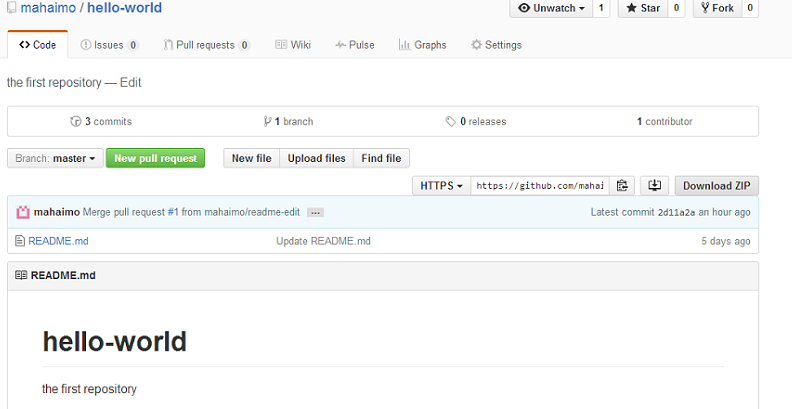 mahaimo / hello-world
Unwatch 1 Star 0 Fork 0
Code Issues 0 Pull requests 0 Wiki Pulse Graphs Settings
the first repository — Edit
3 commits 1 branch 0 releases 1 contributor
Branch: master New pull request New file Upload files Find file
HTTPS https://github.com/mahai Download ZIP
mahaimo Merge pull request #1 from mahaimo/readme-edit ... Latest commit 2d11a2a an hour ago
README.md Update README.md 5 days ago
README.md
hello-world
the first repository